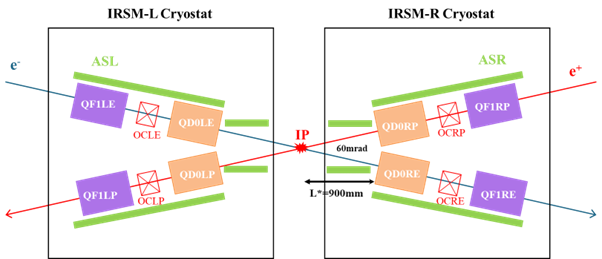 IRSM-L Cryostat
IRSM-R Cryostat
e-
ASL
ASR
e+
QF1LE
OCLE
QD0LE
IP
60mrad
QD0RP
OCRP
QF1RP
QF1LP
OCLP
QD0LP
L*=900mm
QD0RE
OCRE
QF1RE